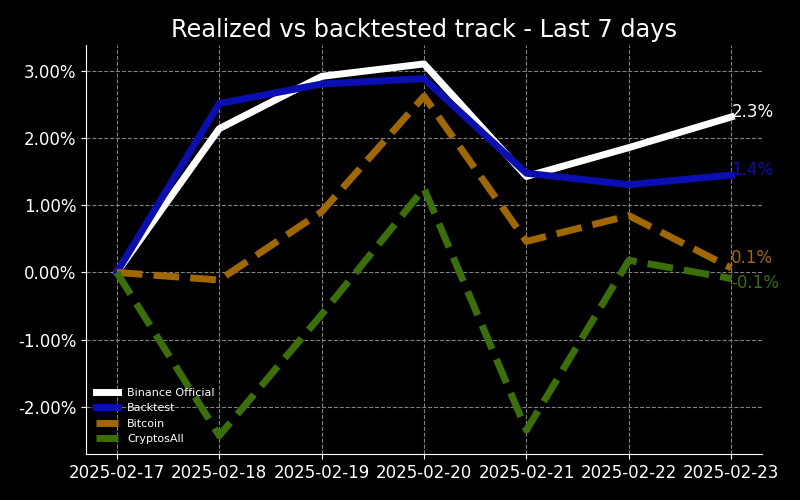 Realized vs backtested track - Last 7 days
3.00%
2.00%
1.00%
0.00%
-1.00%
-2.00%
2.3%
1.4%
0.1%
-0.1%
Binance Official
Backtest
Bitcoin
CryptosAll
2025-02-17 2025-02-18 2025-02-19 2025-02-20 2025-02-21 2025-02-22 2025-02-23